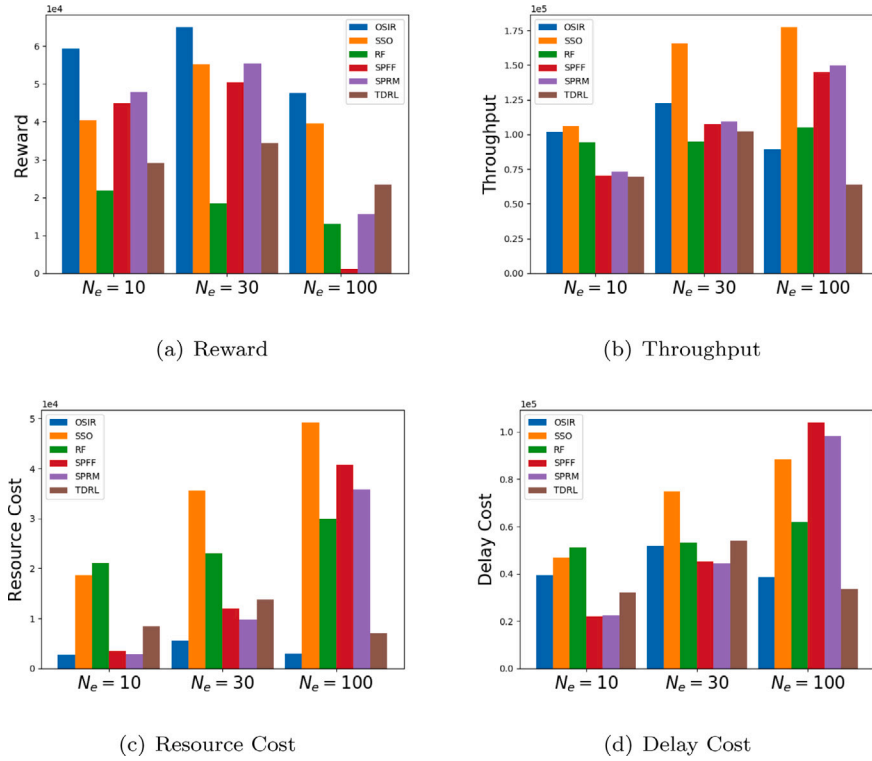 1e4
Reward
6
5
4
3
2
1
0
OSIR
SSO
RF
SPFF
SPRM
TDRL
N_e = 10
N_e = 30
N_e = 100
(a) Reward
1e5
Throughput
1.75
1.50
1.25
1.00
0.75
0.50
0.25
0.00
OSIR
SSO
RF
SPFF
SPRM
TDRL
N_e = 10
N_e = 30
N_e = 100
(b) Throughput
1e4
Resource Cost
5
4
3
2
1
0
OSIR
SSO
RF
SPFF
SPRM
TDRL
N_e = 10
N_e = 30
N_e = 100
(c) Resource Cost
1e5
Delay Cost
1.0
0.8
0.6
0.4
0.2
0.0
OSIR
SSO
RF
SPFF
SPRM
TDRL
N_e = 10
N_e = 30
N_e = 100
(d) Delay Cost